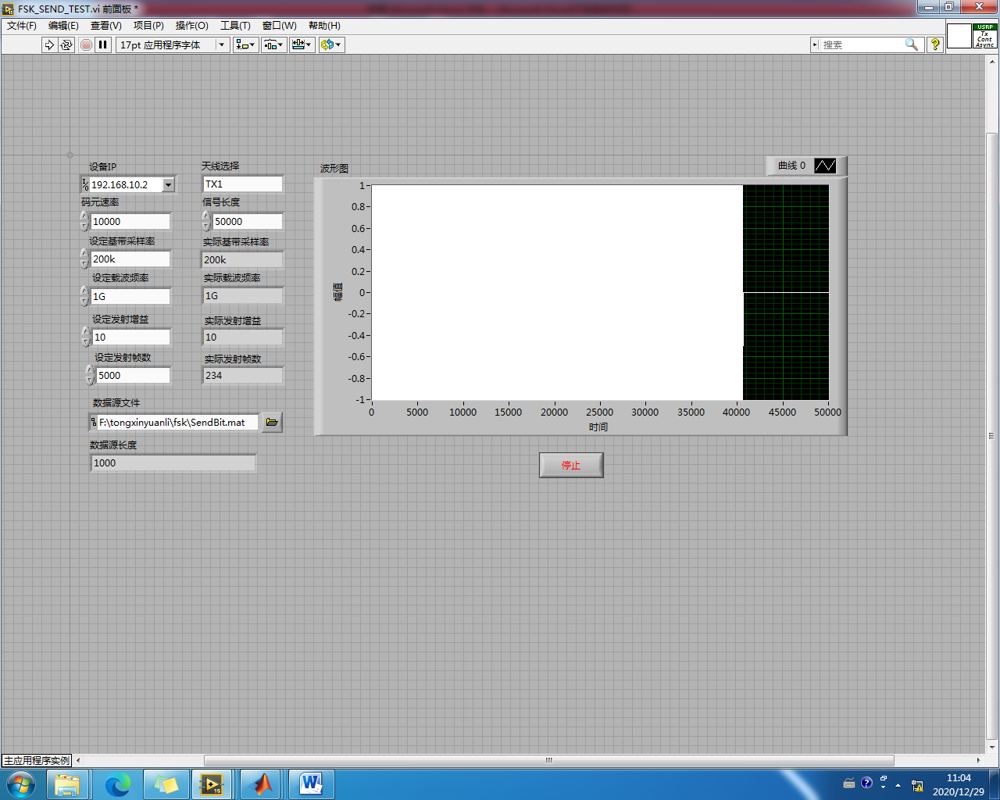 FSK_SEND_TEST.vi 前面板 *
文件(F) 编辑(E) 查看(V) 项目(P) 操作(O) 工具(T) 窗口(W) 帮助(H)
17pt 应用程序字体
搜索
?
USRP
Tx
Cont
Async
设备IP
天线选择
192.168.10.2
TX1
码元速率
信号长度
10000
50000
设定基带采样率
实际基带采样率
200k
200k
设定载波频率
实际载波频率
1G
1G
设定发射增益
实际发射增益
10
10
设定发射帧数
实际发射帧数
5000
234
数据源文件
F:\tongxinyuanli\fsk\SendBit.mat
数据源长度
1000
波形图
曲线 0
幅值
1
0.8
0.6
0.4
0.2
0
-0.2
-0.4
-0.6
-0.8
-1
0 5000 10000 15000 20000 25000 30000 35000 40000 45000 50000
时间
停止
主应用程序实例
11:04
2020/12/29